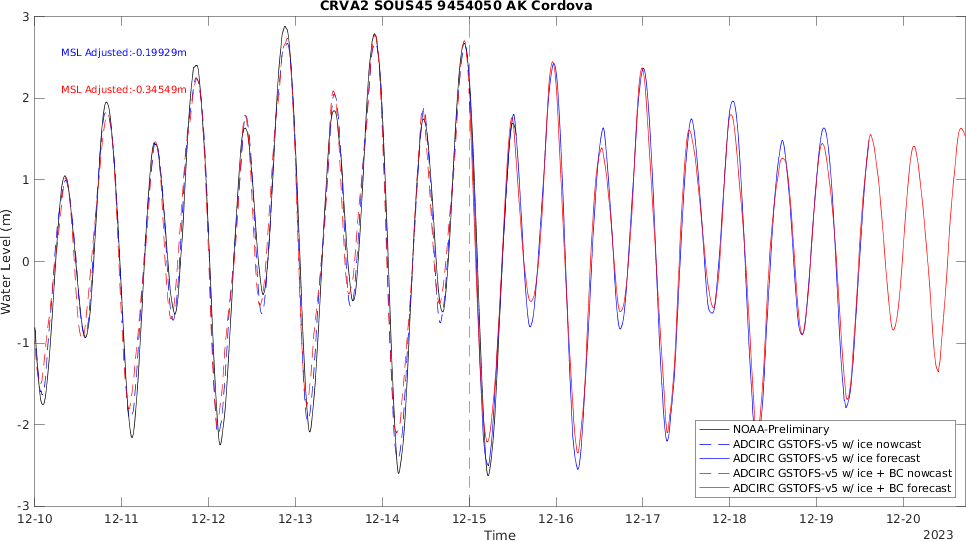 CRVA2 SOUS45 9454050 AK Cordova
MSL Adjusted:-0.19929m
MSL Adjusted:-0.34549m
Water Level (m)
3
2
1
0
-1
-2
-3
NOAA-Preliminary
ADCIRC GSTOFS-v5 w/ ice nowcast
ADCIRC GSTOFS-v5 w/ ice forecast
ADCIRC GSTOFS-v5 w/ ice + BC nowcast
ADCIRC GSTOFS-v5 w/ ice + BC forecast
12-10 12-11 12-12 12-13 12-14 12-15 12-16 12-17 12-18 12-19 12-20
Time
2023